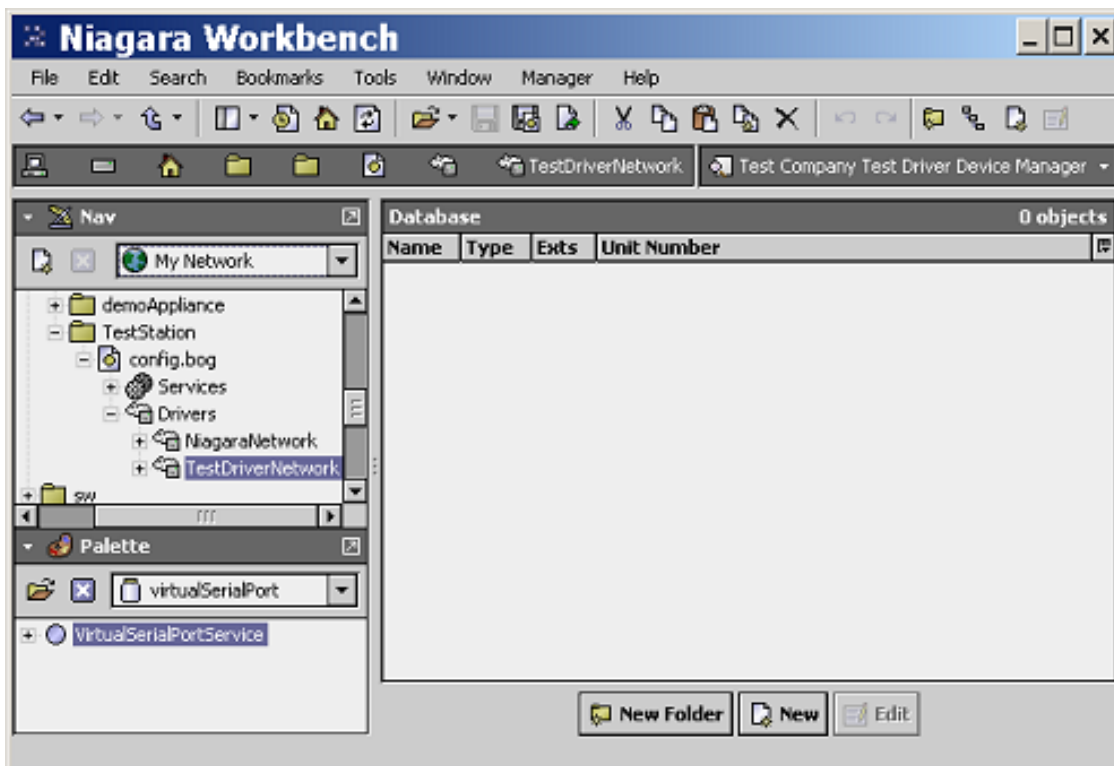 Niagara Workbench
File Edit Search Bookmarks Tools Window Manager Help
TestDriverNetwork Test Company Test Driver Device Manager
Nav
My Network
demoAppliance
TestStation
config.bog
Services
Drivers
NiagaraNetwork
TestDriverNetwork
sw
Palette
virtualSerialPort
VirtualSerialPortService
Database 0 objects
Name Type Exts Unit Number
New Folder New Edit